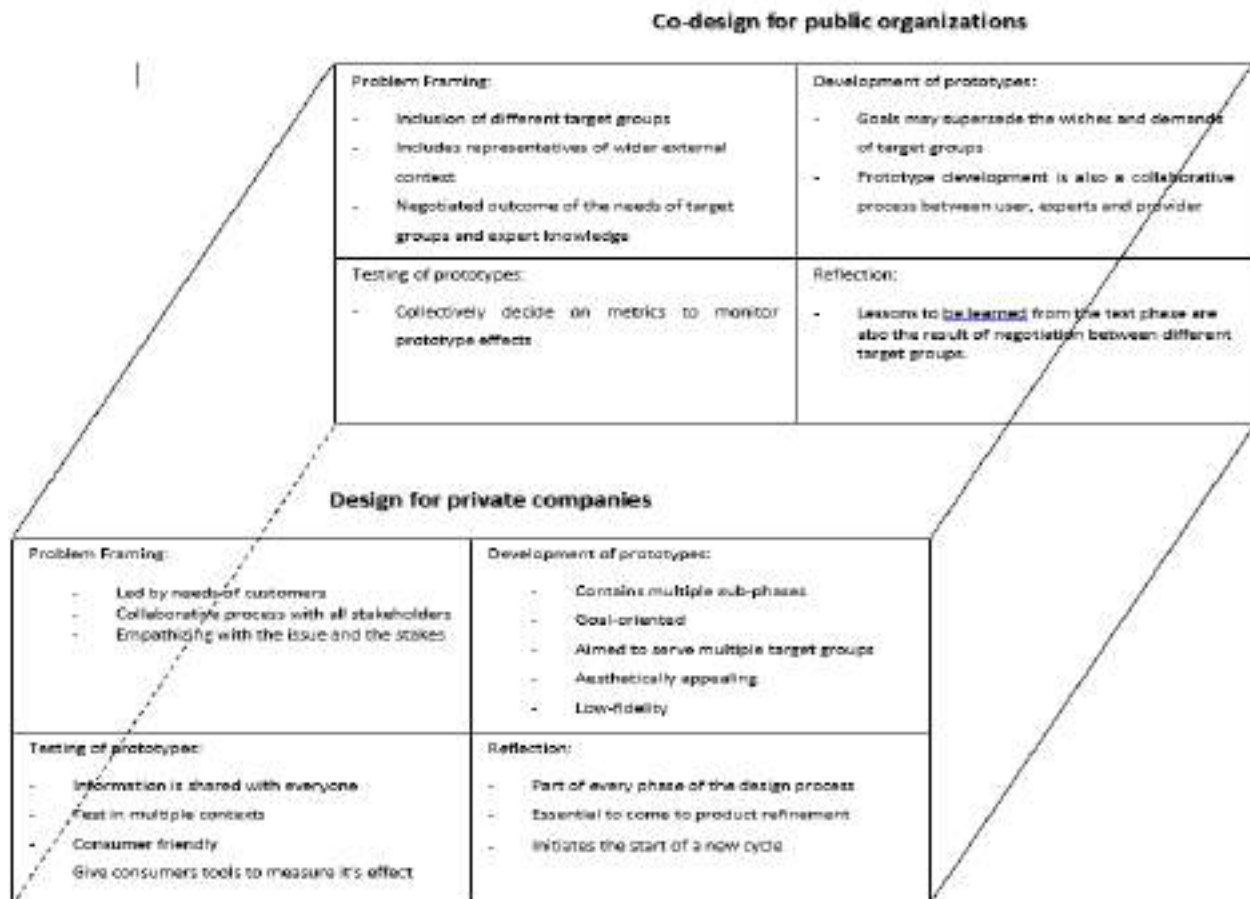 Co-design for public organizations
Problem Framing:
- Inclusion of different target groups
- Includes representatives of wider external
context
- Negotiated outcome of the needs of target
groups and expert knowledge
Development of prototypes:
- Goals may supersede the wishes and demands
of target groups
- Prototype development is also a collaborative
process between user, experts and provider
Testing of prototypes:
- Collectively decide on metrics to monitor
prototype effects
Reflection:
- Lessons to be learned from the test phase are
also the result of negotiation between different
target groups.
Design for private companies
Problem Framing:
- Led by needs of customers
- Collaborative process with all stakeholders
- Empathizing with the issue and the stakes
Development of prototypes:
- Contains multiple sub-phases
- Goal-oriented
- Aimed to serve multiple target groups
- Aesthetically appealing
- Low-fidelity
Testing of prototypes:
- Information is shared with everyone
- Test in multiple contexts
- Consumer friendly
Give consumers tools to measure it's effect
Reflection:
- Part of every phase of the design process
- Essential to come to product refinement
- Initiates the start of a new cycle